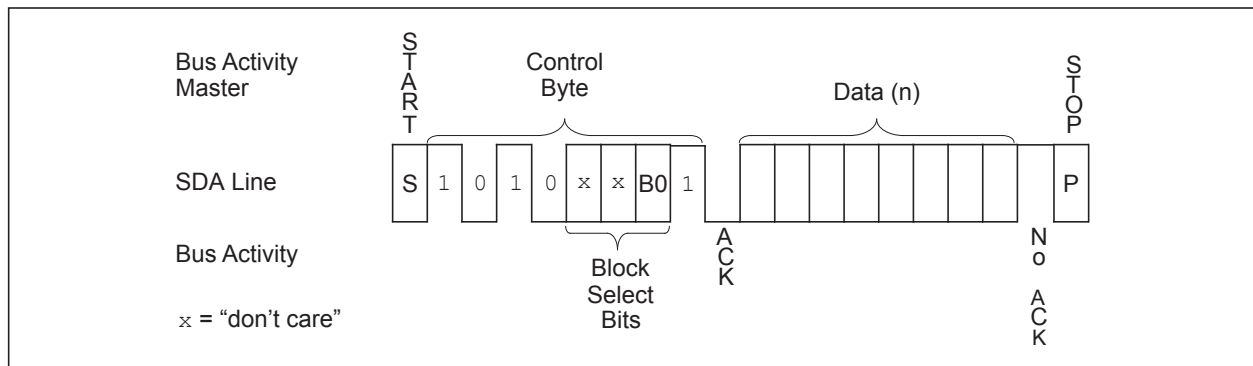 Bus Activity
Master
START
Control
Byte
Data (n)
STOP
SDA Line
S 1 0 1 0 x x B0 1 P
Bus Activity
ACK
No ACK
Block
Select
Bits
x = “don’t care”